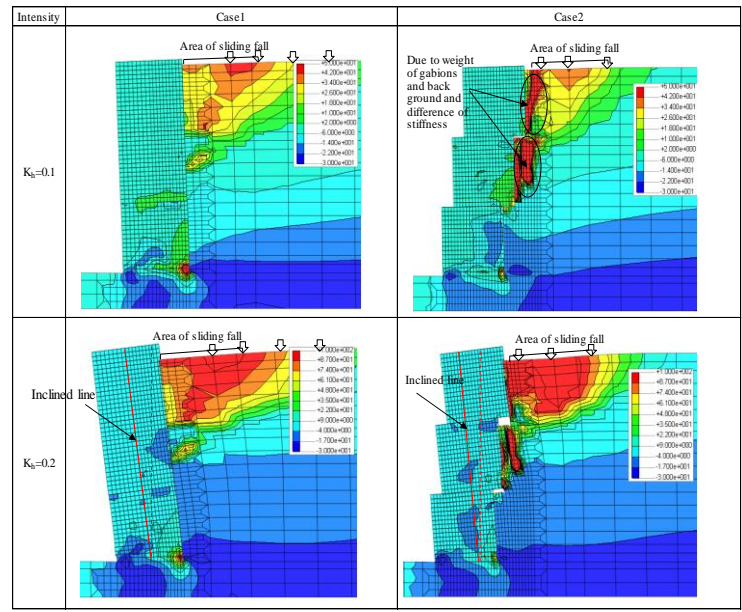 Intensity Case1 Case2
K_h=0.1
Area of sliding fall
+5.000e+001
+4.200e+001
+3.400e+001
+2.600e+001
+1.800e+001
+1.000e+001
+2.000e+000
-6.000e+000
-1.400e+001
-2.200e+001
-3.000e+001
Area of sliding fall
Due to weight
of gabions
and back
ground and
difference of
stiffness
+5.000e+001
+4.200e+001
+3.400e+001
+2.600e+001
+1.800e+001
+1.000e+001
+2.000e+000
-6.000e+000
-1.400e+001
-2.200e+001
-3.000e+001
K_h=0.2
Area of sliding fall
Inclined line
+1.000e+002
+8.700e+001
+7.400e+001
+6.100e+001
+4.800e+001
+3.500e+001
+2.200e+001
+9.000e+000
-4.000e+000
-1.700e+001
-3.000e+001
Area of sliding fall
Inclined line
+1.000e+002
+8.700e+001
+7.400e+001
+6.100e+001
+4.800e+001
+3.500e+001
+2.200e+001
+9.000e+000
-4.000e+000
-1.700e+001
-3.000e+001